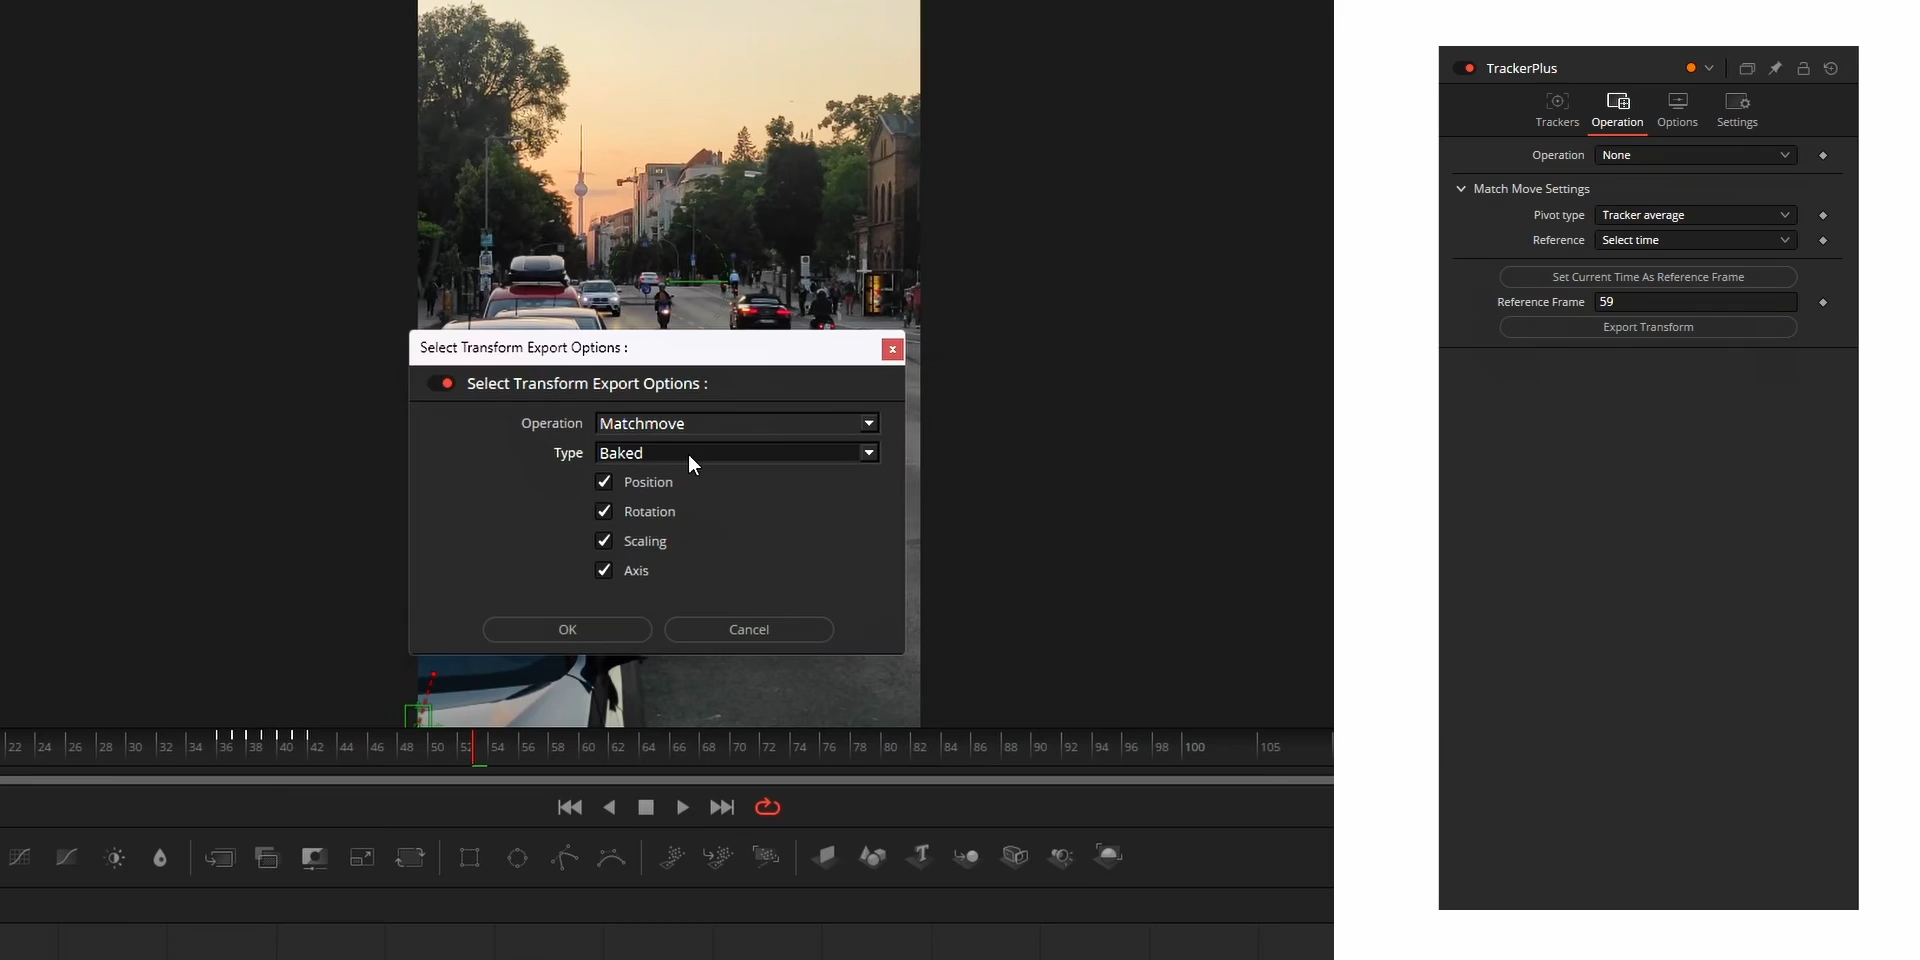 TrackerPlus
Trackers
Operation
Options
Settings
Operation
None
Match Move Settings
Pivot type
Tracker average
Reference
Select time
Set Current Time As Reference Frame
Reference Frame
59
Export Transform
Select Transform Export Options :
x
Select Transform Export Options :
Operation
Matchmove
Type
Baked
Position
Rotation
Scaling
Axis
OK
Cancel
22 24 26 28 30 32 34 36 38 40 42 44 46 48 50 52 54 56 58 60 62 64 66 68 70 72 74 76 78 80 82 84 86 88 90 92 94 96 98 100 105
T